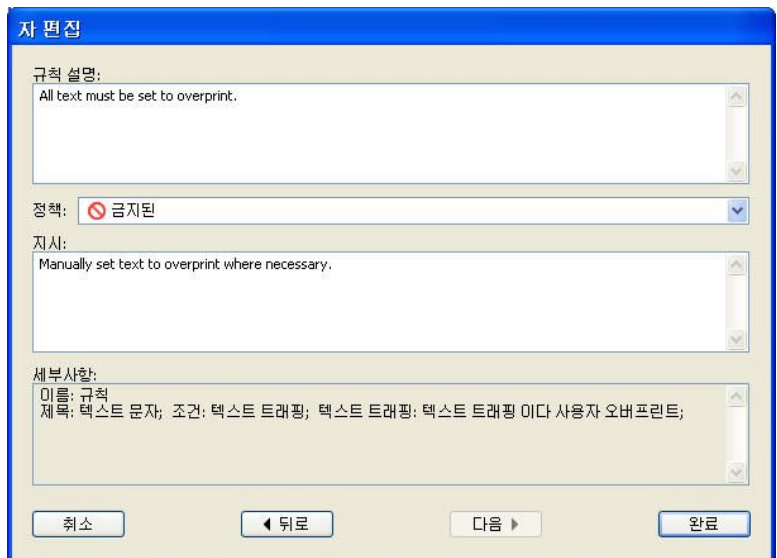 자 편집
규칙 설명:
All text must be set to overprint.
정책: 금지된
지시:
Manually set text to overprint where necessary.
세부사항:
이름: 규칙
제목: 텍스트 문자; 조건: 텍스트 트래핑; 텍스트 트래핑: 텍스트 트래핑 이다 사용자 오버프린트;
취소 뒤로 다음 완료